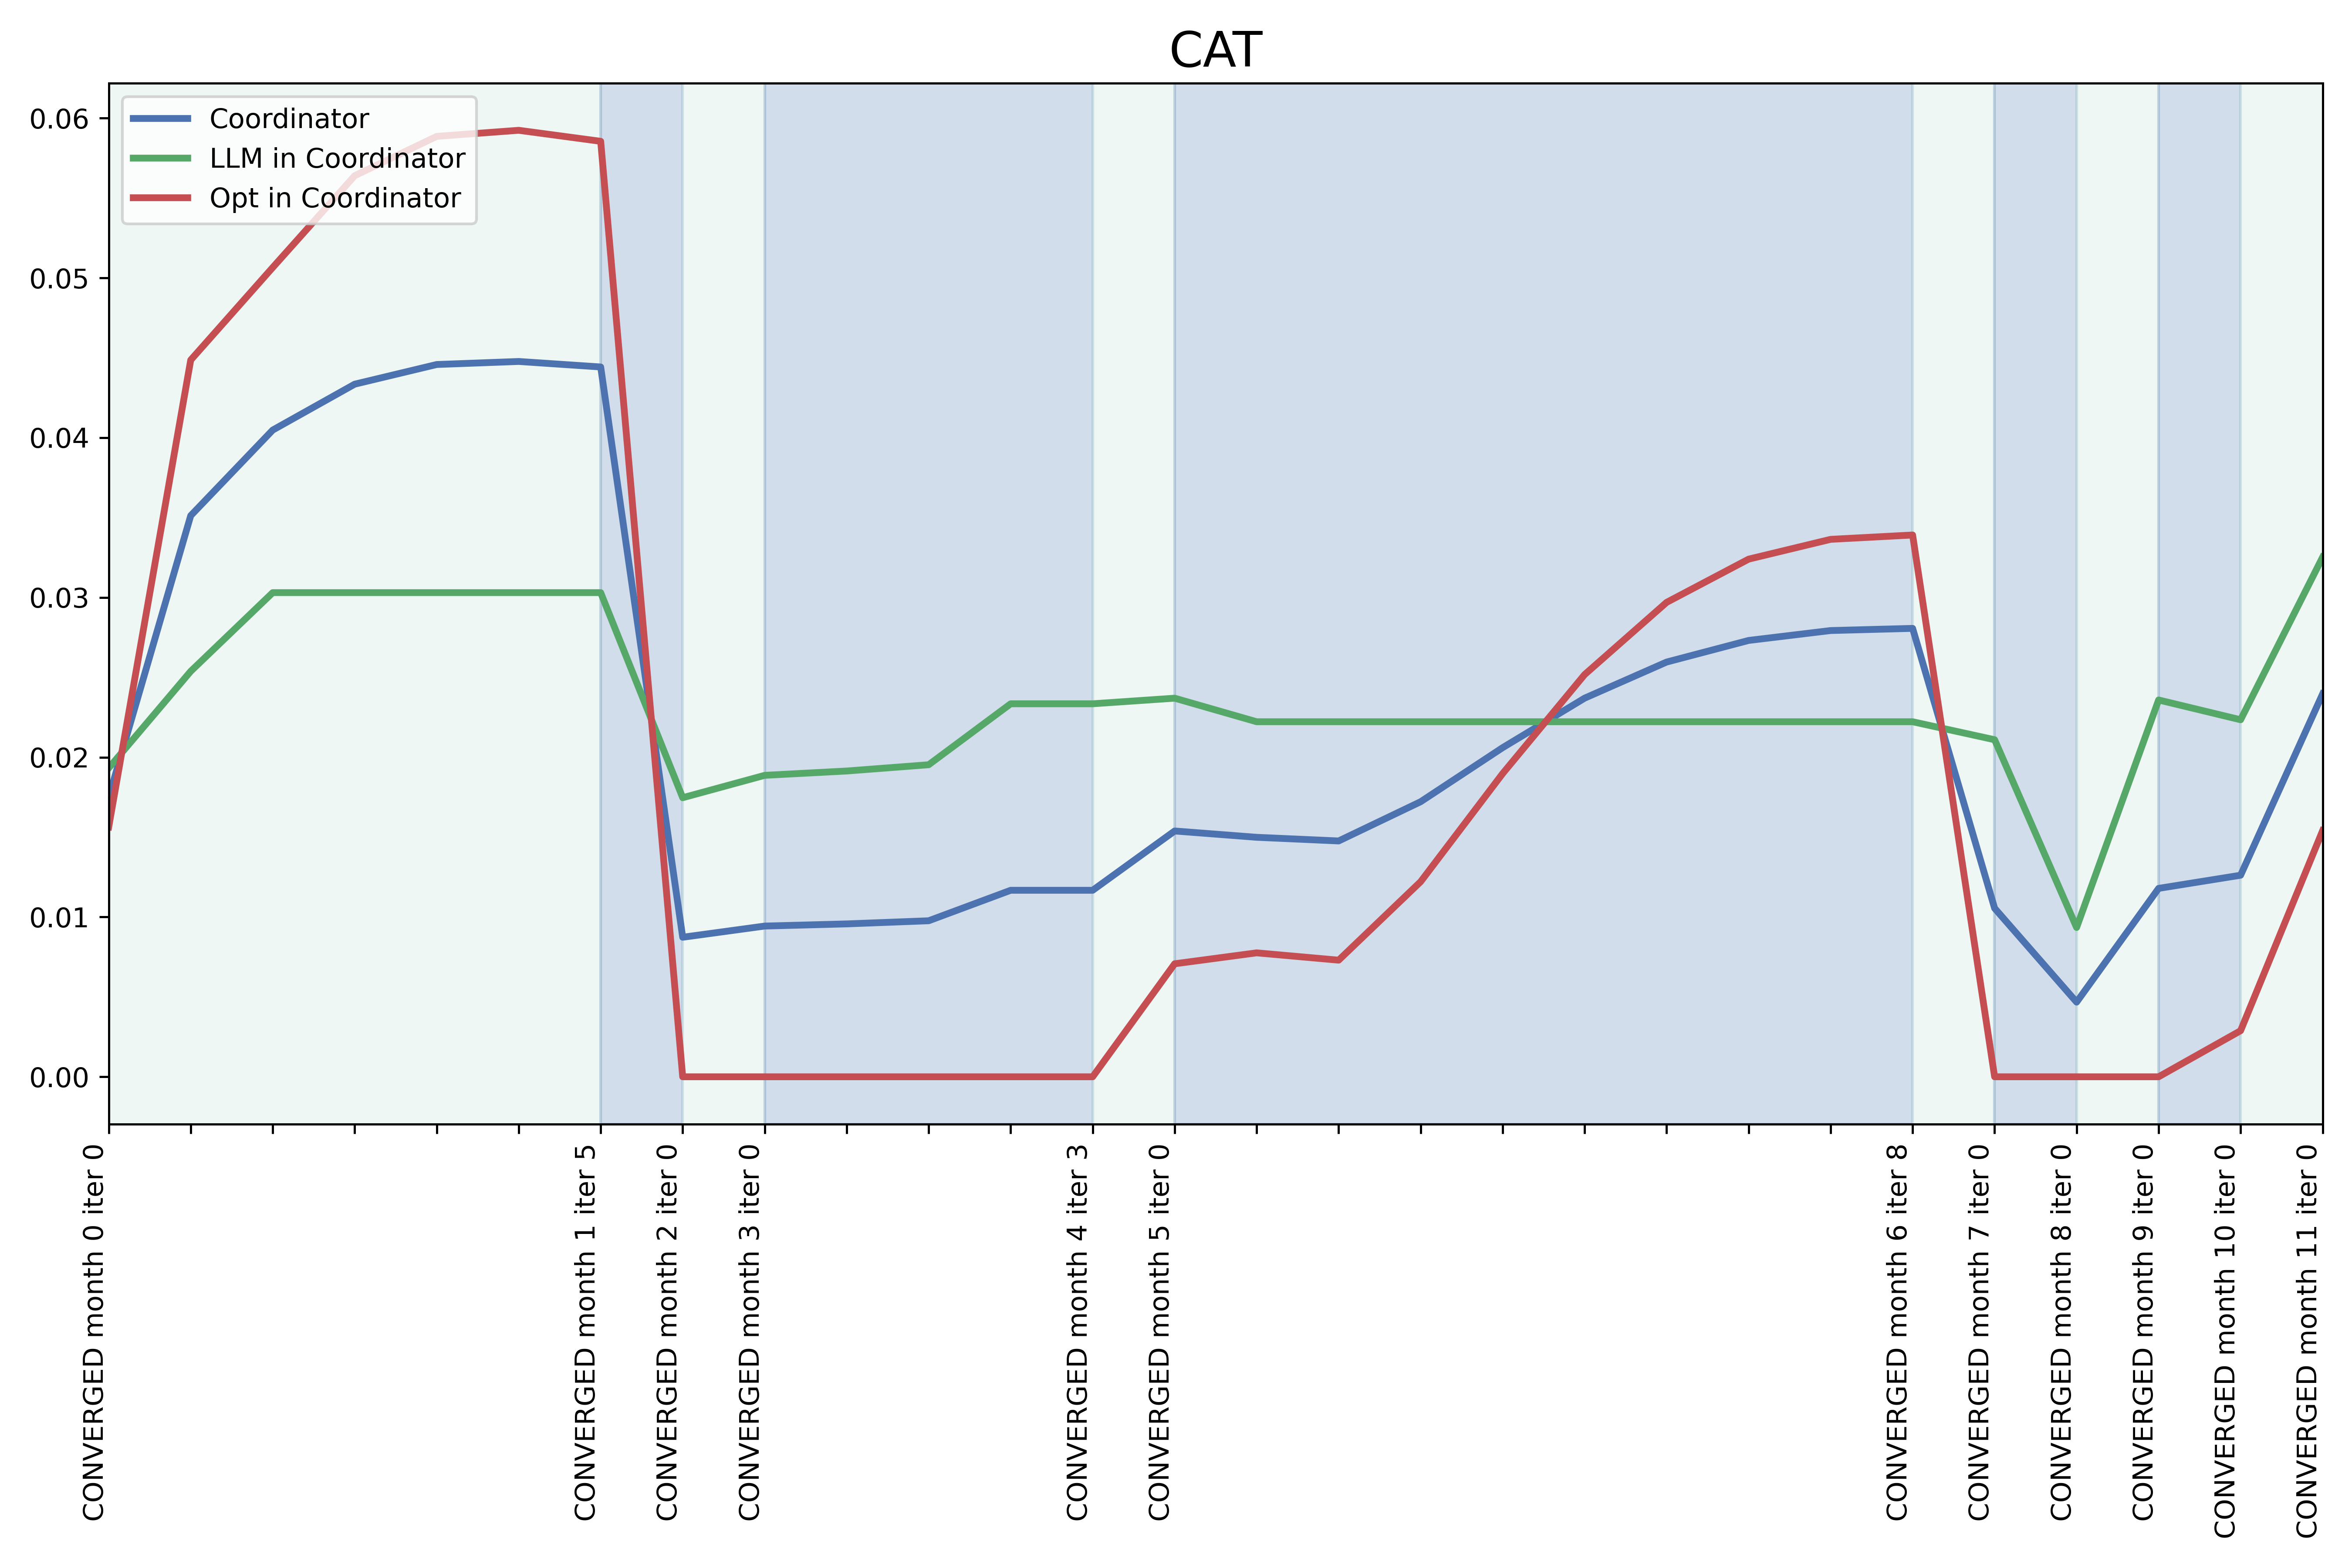 CAT
0.06
0.05
0.04
0.03
0.02
0.01
0.00
Coordinator
LLM in Coordinator
Opt in Coordinator
CONVERGED month 0 iter 0
CONVERGED month 1 iter 5
CONVERGED month 2 iter 0
CONVERGED month 3 iter 0
CONVERGED month 4 iter 3
CONVERGED month 5 iter 0
CONVERGED month 6 iter 8
CONVERGED month 7 iter 0
CONVERGED month 8 iter 0
CONVERGED month 9 iter 0
CONVERGED month 10 iter 0
CONVERGED month 11 iter 0